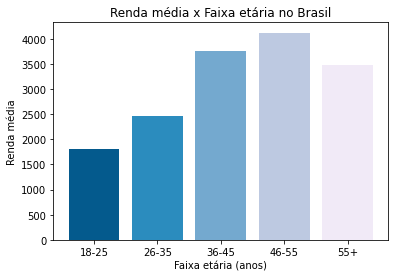 Renda média x Faixa etária no Brasil
Renda média
4000
3500
3000
2500
2000
1500
1000
500
0
18-25 26-35 36-45 46-55 55+
Faixa etária (anos)